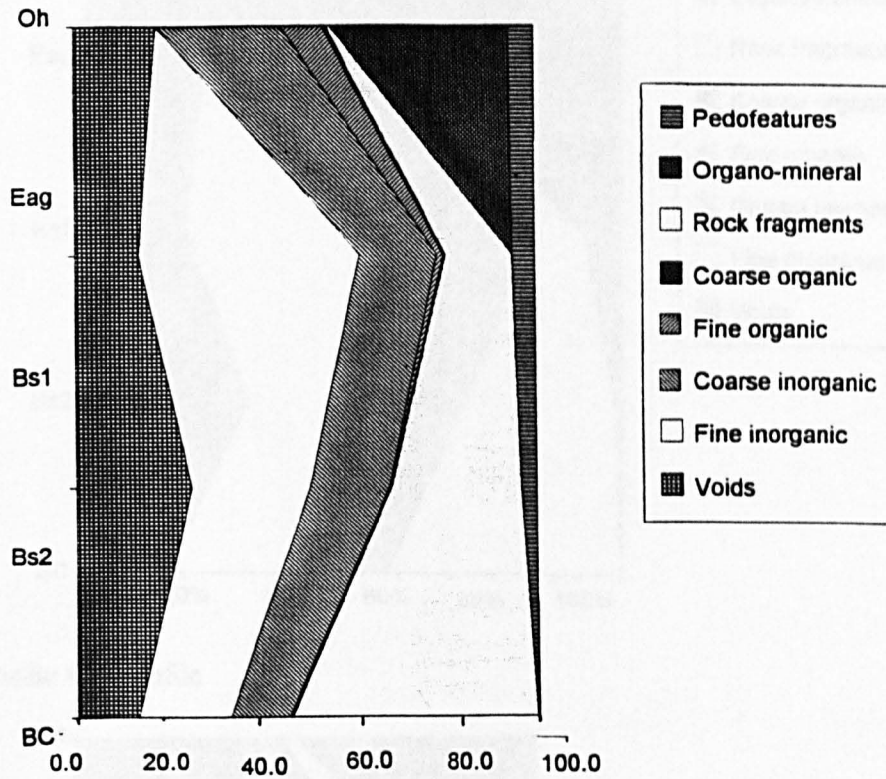 Oh
Eag
Bs1
Bs2
BC
0.0 20.0 40.0 60.0 80.0 100.0
Pedofeatures
Organo-mineral
Rock fragments
Coarse organic
Fine organic
Coarse inorganic
Fine inorganic
Voids